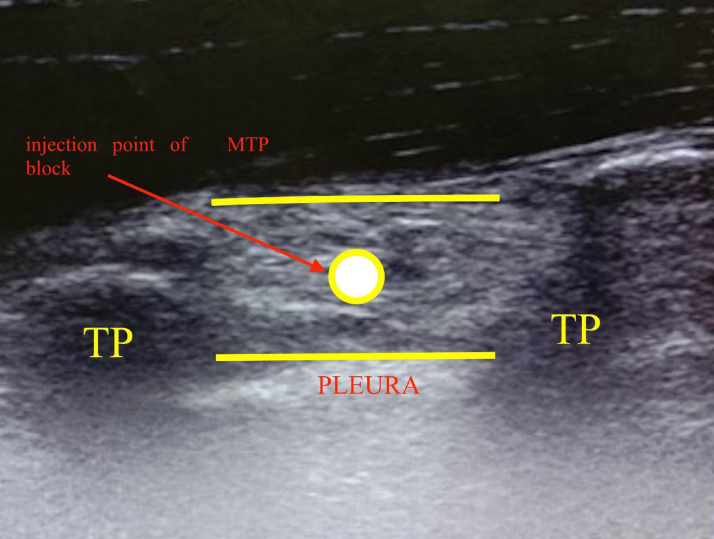 injection point of MTP
block
TP
TP
PLEURA